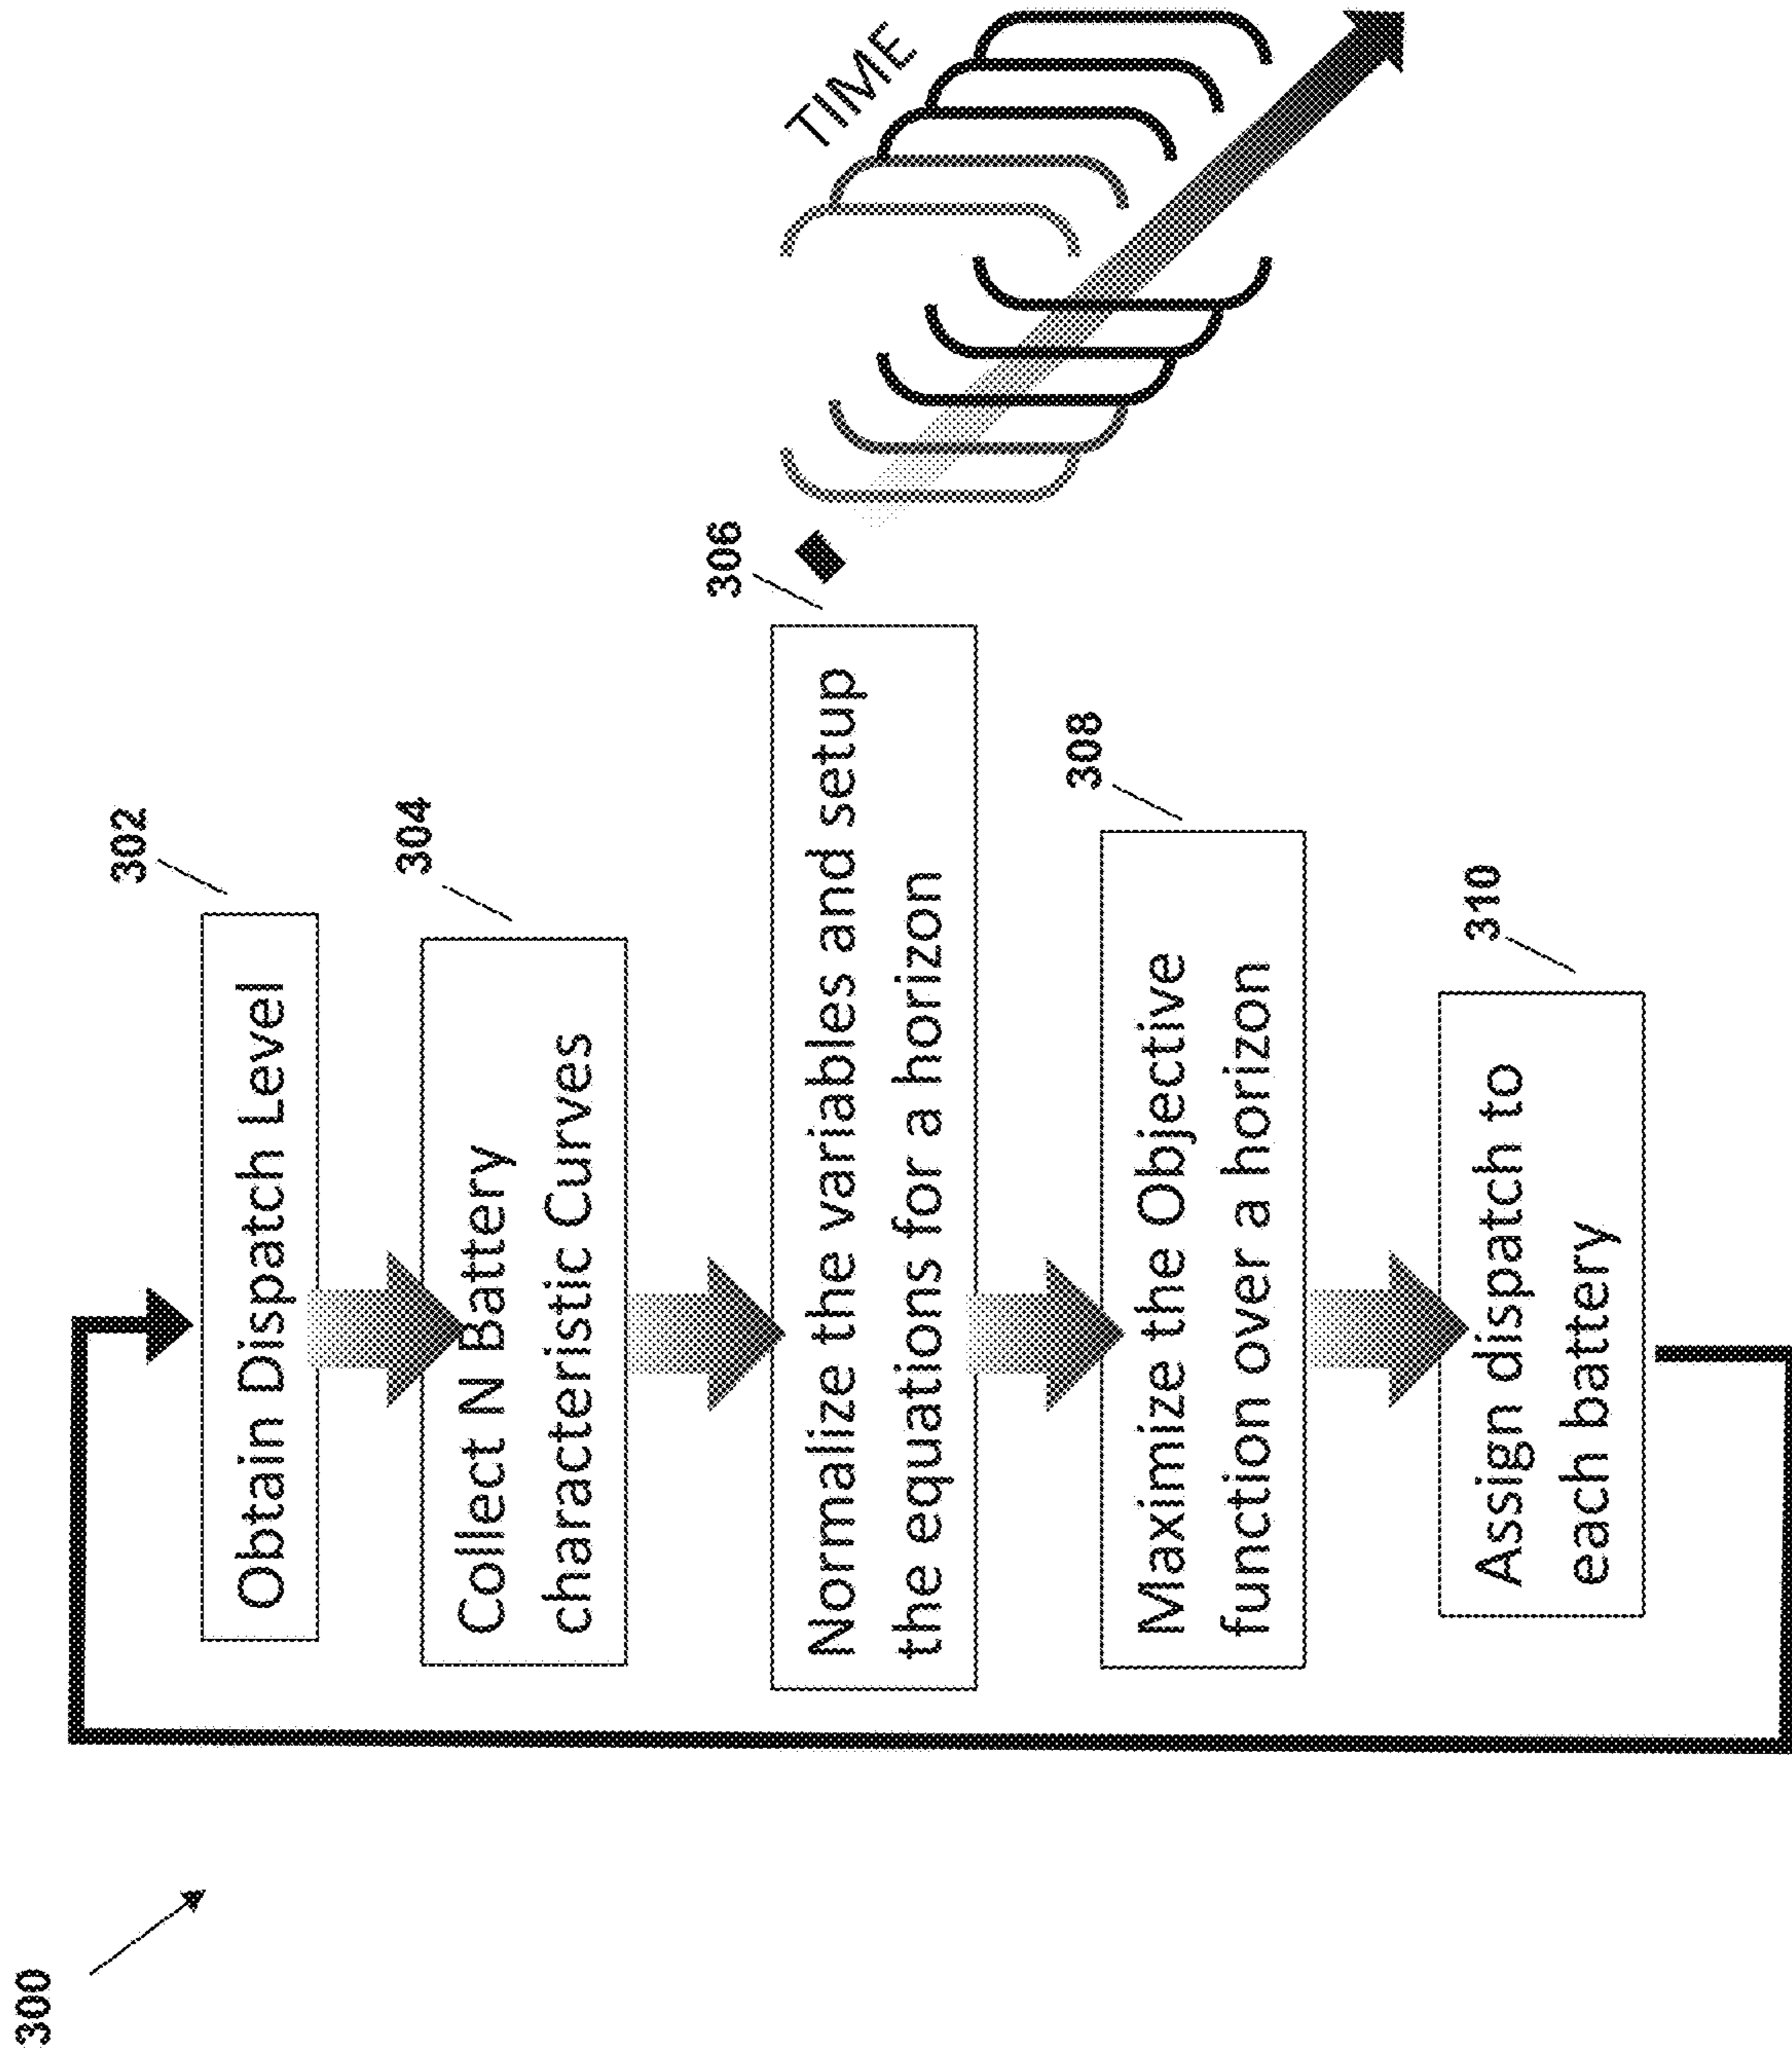 300
302
Obtain Dispatch Level
304
Collect N Battery
characteristic Curves
306
Normalize the variables and setup
the equations for a horizon
TIME
308
Maximize the Objective
function over a horizon
310
Assign dispatch to
each battery